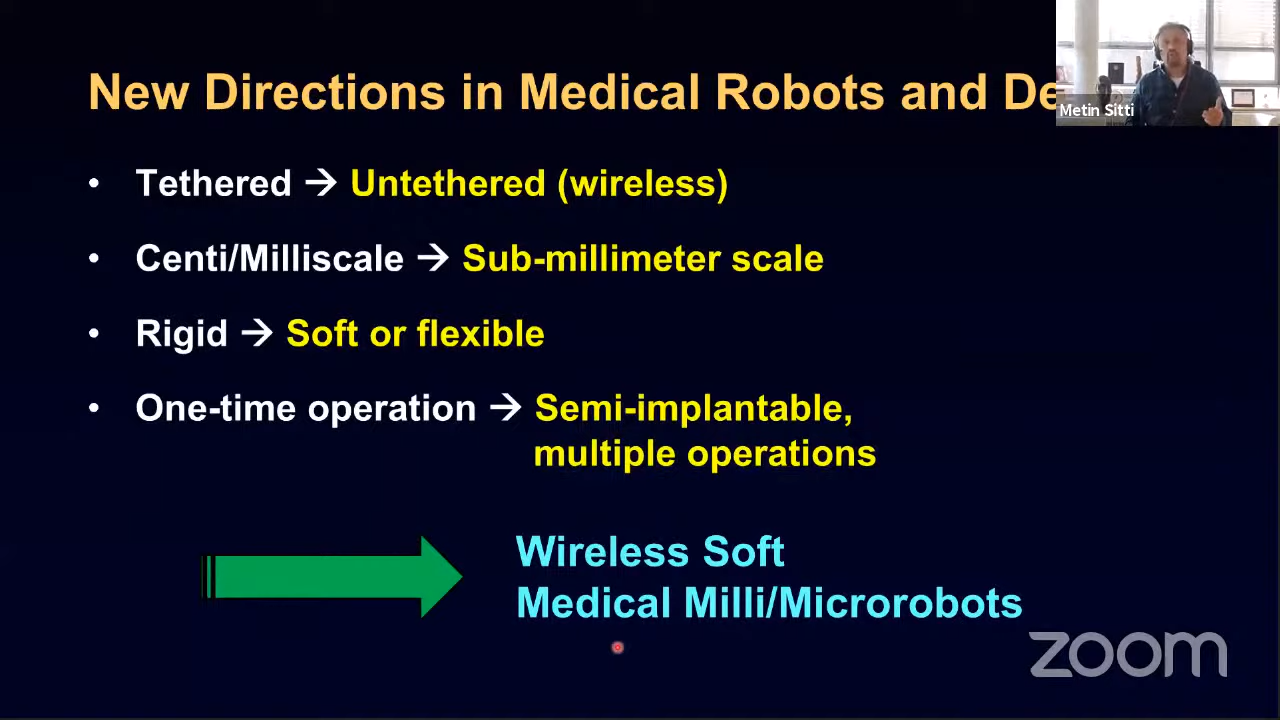 New Directions in Medical Robots and De
Metin Sitti
• Tethered → Untethered (wireless)
• Centi/Milliscale → Sub-millimeter scale
• Rigid → Soft or flexible
• One-time operation → Semi-implantable,
multiple operations
Wireless Soft
Medical Milli/Microrobots
zoom